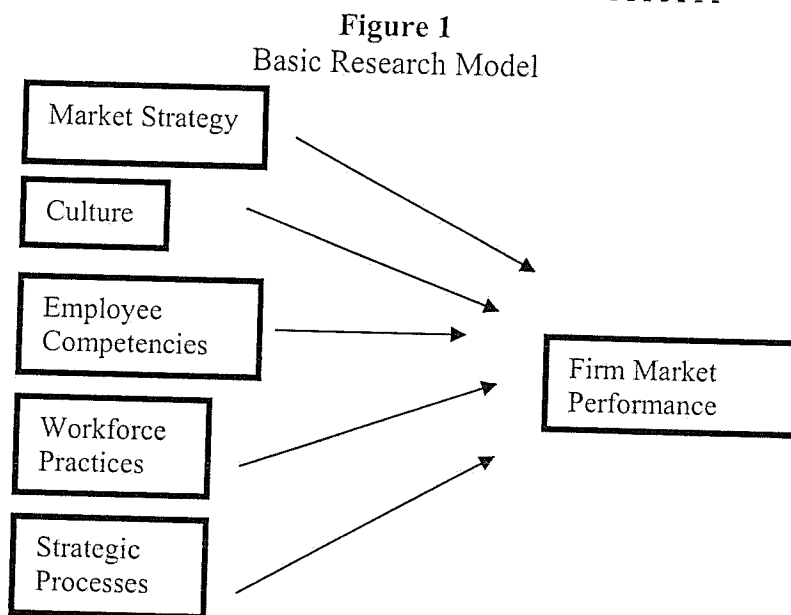 Figure 1
Basic Research Model
Market Strategy
Culture
Employee
Competencies
Workforce
Practices
Strategic
Processes
Firm Market
Performance